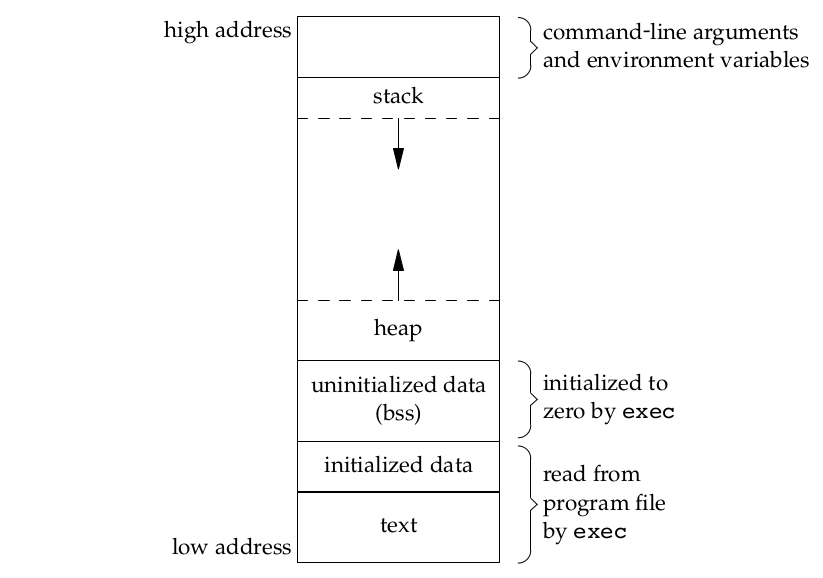 high address
command-line arguments
and environment variables
stack
heap
uninitialized data
(bss)
initialized to
zero by exec
initialized data
read from
program file
by exec
text
low address